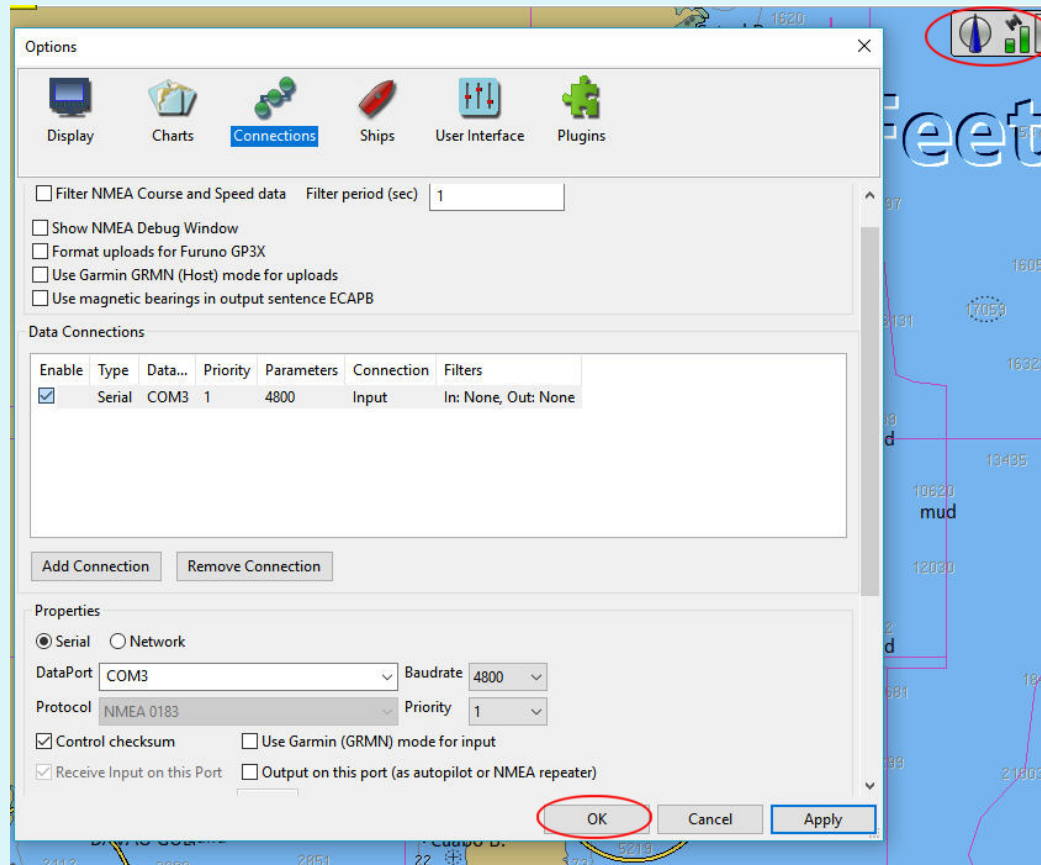 1620
Options
Feet
Display Charts Connections Ships User Interface Plugins
Filter NMEA Course and Speed data Filter period (sec) 1
Show NMEA Debug Window
Format uploads for Furuno GP3X
Use Garmin GRMN (Host) mode for uploads
Use magnetic bearings in output sentence ECAPB
17059
Data Connections
Enable Type Data... Priority Parameters Connection Filters
Serial COM3 1 4800 Input In: None, Out: None
13435
10620
mud
Add Connection Remove Connection
12030
Properties
Serial Network
DataPort COM3 Baudrate 4800
Protocol NMEA 0183 Priority 1
Control checksum Use Garmin (GRMN) mode for input
Receive Input on this Port Output on this port (as autopilot or NMEA repeater)
21803
OK Cancel Apply
5219
2851
22